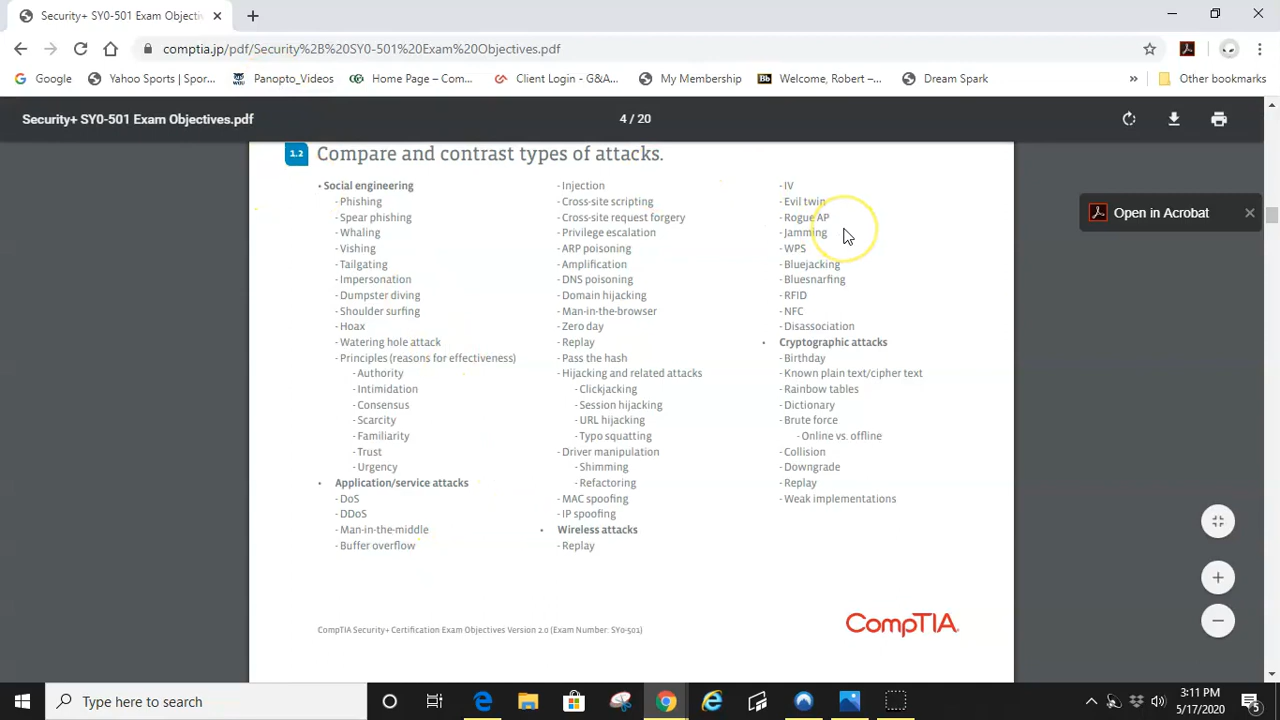 Security+ SY0-501 Exam Objecti
comptia.jp/pdf/Security%2B%20SY0-501%20Exam%20Objectives.pdf
Google
Yahoo Sports | Spor...
Panopto_Videos
Home Page – Com...
Client Login - G&A...
My Membership
Bb
Welcome, Robert –...
Dream Spark
»
Other bookmarks
Security+ SY0-501 Exam Objectives.pdf
4 / 20
Open in Acrobat
1.2 Compare and contrast types of attacks.
• Social engineering
- Phishing
- Spear phishing
- Whaling
- Vishing
- Tailgating
- Impersonation
- Dumpster diving
- Shoulder surfing
- Hoax
- Watering hole attack
- Principles (reasons for effectiveness)
- Authority
- Intimidation
- Consensus
- Scarcity
- Familiarity
- Trust
- Urgency
• Application/service attacks
- DoS
- DDoS
- Man-in-the-middle
- Buffer overflow
- Injection
- Cross-site scripting
- Cross-site request forgery
- Privilege escalation
- ARP poisoning
- Amplification
- DNS poisoning
- Domain hijacking
- Man-in-the-browser
- Zero day
- Replay
- Pass the hash
- Hijacking and related attacks
- Clickjacking
- Session hijacking
- URL hijacking
- Typo squatting
- Driver manipulation
- Shimming
- Refactoring
- MAC spoofing
- IP spoofing
• Wireless attacks
- Replay
- IV
- Evil twin
- Rogue AP
- Jamming
- WPS
- Bluejacking
- Bluesnarfing
- RFID
- NFC
- Disassociation
• Cryptographic attacks
- Birthday
- Known plain text/cipher text
- Rainbow tables
- Dictionary
- Brute force
- Online vs. offline
- Collision
- Downgrade
- Replay
- Weak implementations
CompTIA Security+ Certification Exam Objectives Version 2.0 (Exam Number: SY0-501)
CompTIA.
Type here to search
3:11 PM
5/17/2020
5